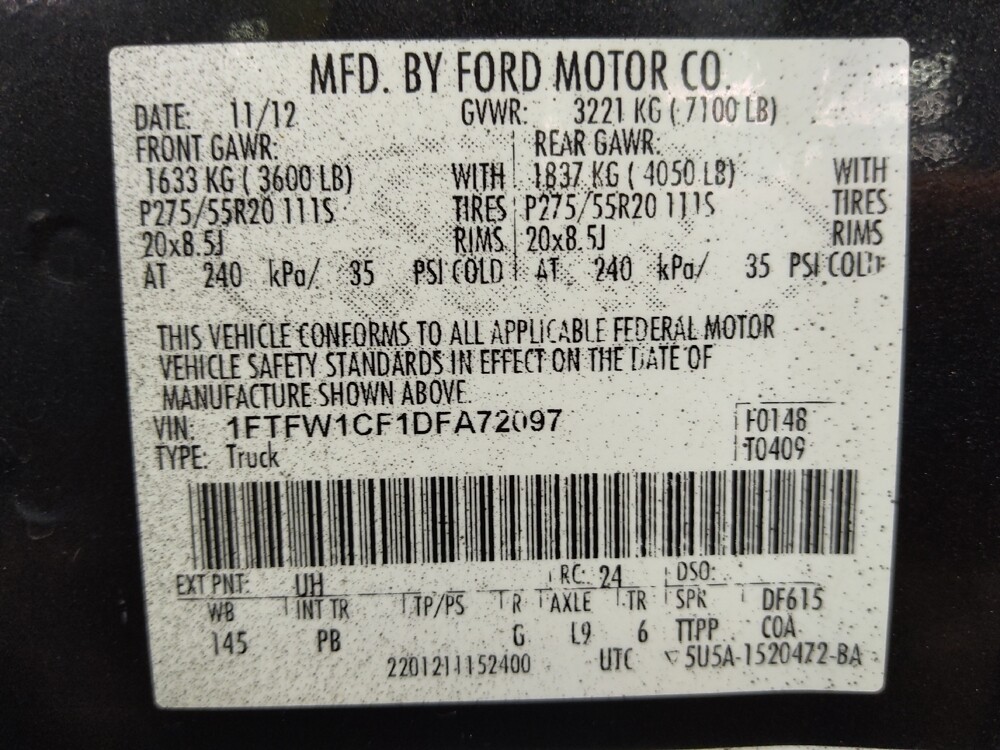 MFD. BY FORD MOTOR CO.
DATE: 11/12 GVWR: 3221 KG ( 7100 LB)
FRONT GAWR: REAR GAWR:
1633 KG ( 3600 LB) WITH 1837 KG ( 4050 LB) WITH
P275/55R20 111S TIRES P275/55R20 111S TIRES
20x8.5J RIMS 20x8.5J RIMS
AT 240 kPa/ 35 PSI COLD AT 240 kPa/ 35 PSI COLD
THIS VEHICLE CONFORMS TO ALL APPLICABLE FEDERAL MOTOR
VEHICLE SAFETY STANDARDS IN EFFECT ON THE DATE OF
MANUFACTURE SHOWN ABOVE.
VIN: 1FTFW1CF1DFA72097 F0148
TYPE: Truck T0409
EXT PNT: UH RC: 24 DSO:
WB INT TR TP/PS R AXLE TR SPR DF615
145 PB G L9 6 TTPP COA
2201211152400 UTC 5U5A-1520472-BA